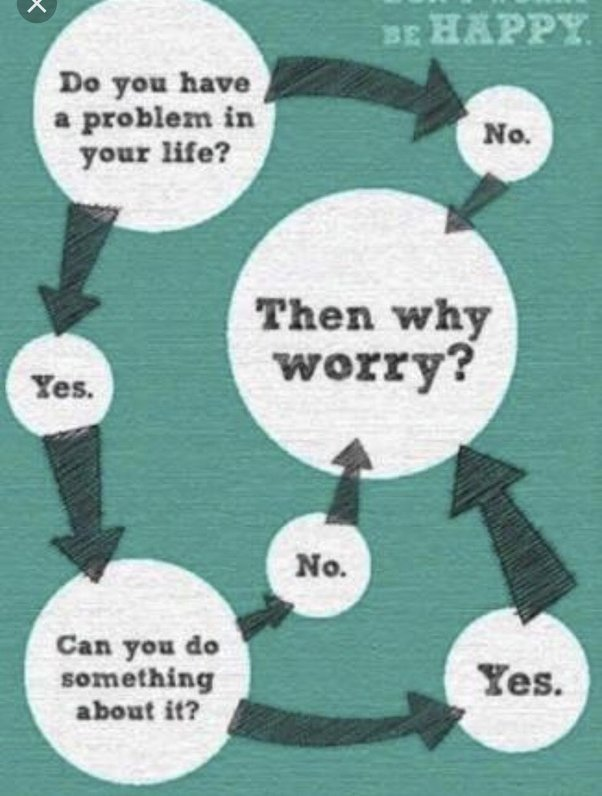 BE HAPPY.
Do you have
a problem in
your life?
No.
Then why
worry?
Yes.
No.
Can you do
something
about it?
Yes.